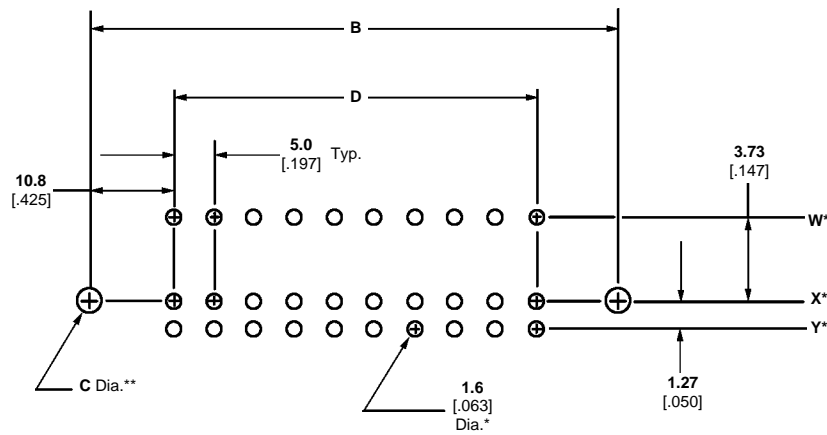 B
D
5.0
[.197]
Typ.
3.73
[.147]
10.8
[.425]
W*
X*
Y*
C Dia.**
1.6
[.063]
Dia.*
1.27
[.050]